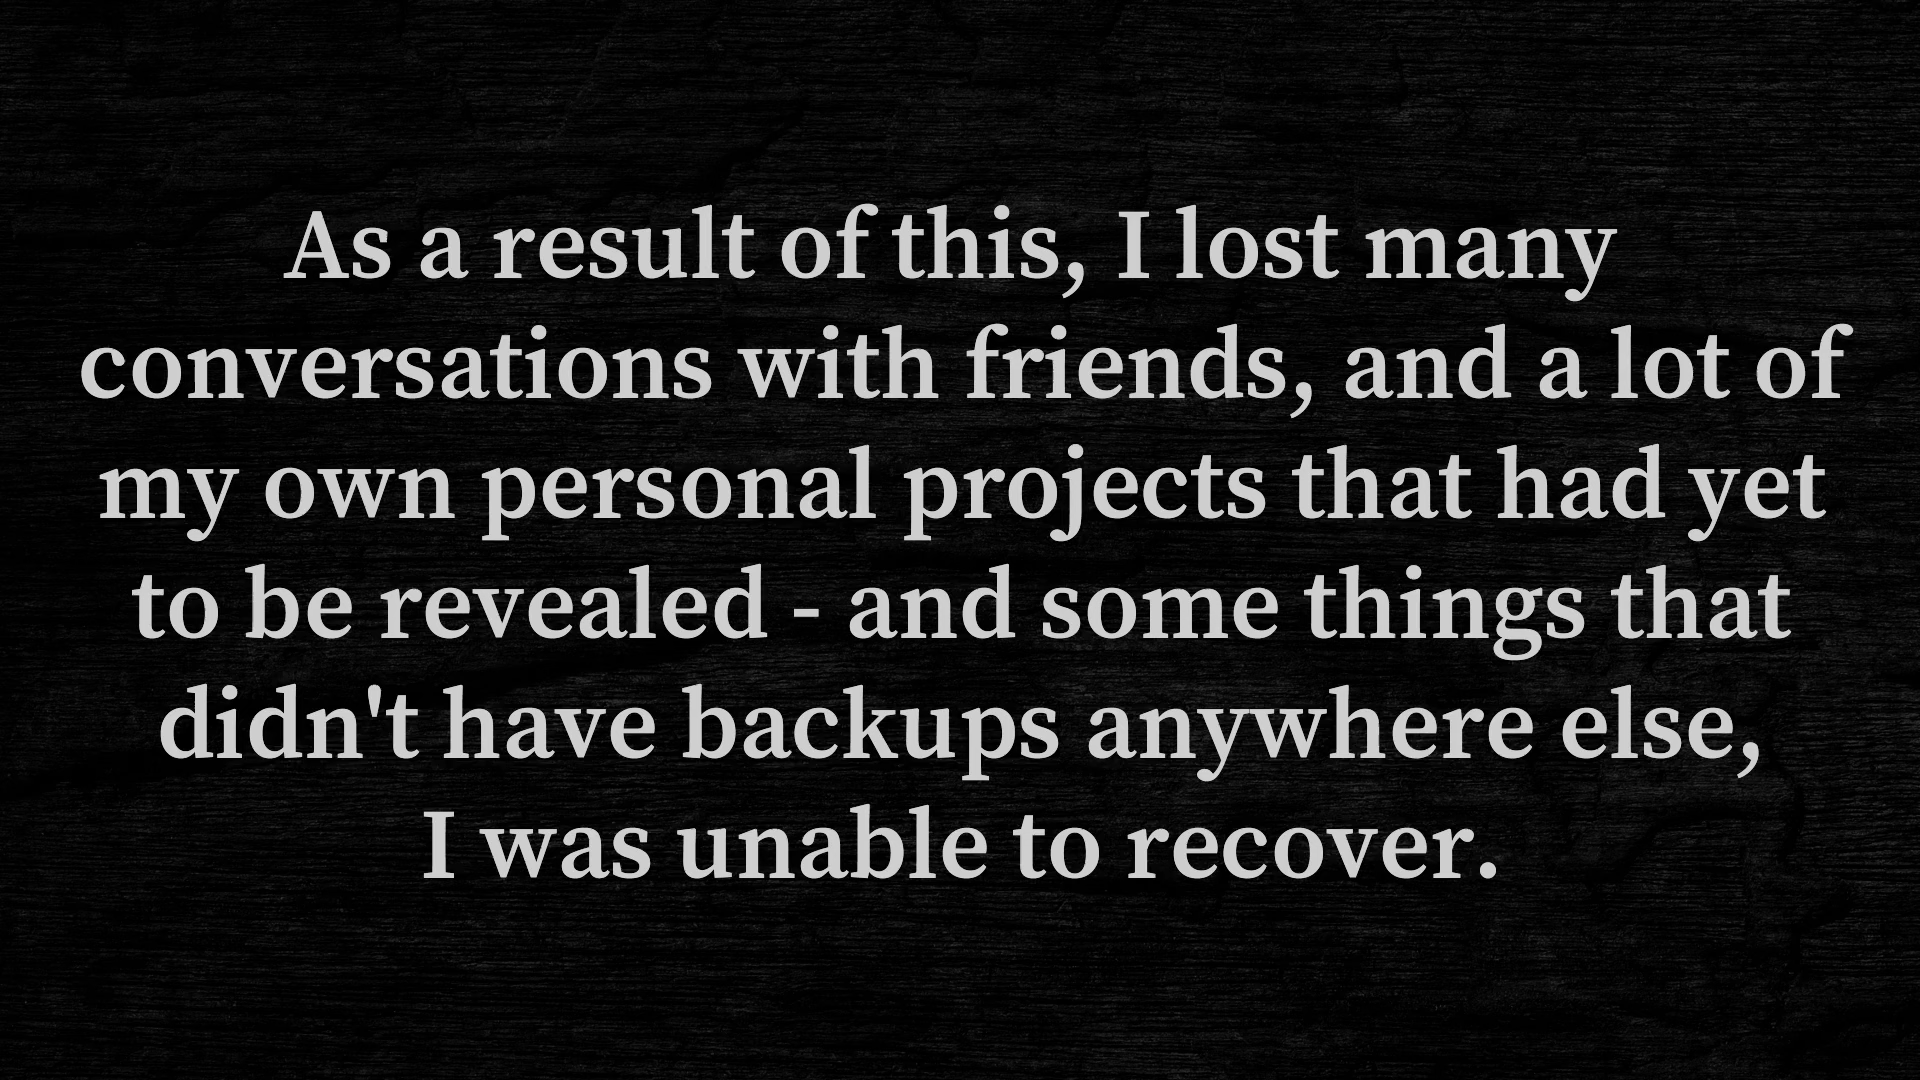 As a result of this, I lost many
conversations with friends, and a lot of
my own personal projects that had yet
to be revealed - and some things that
didn't have backups anywhere else,
I was unable to recover.